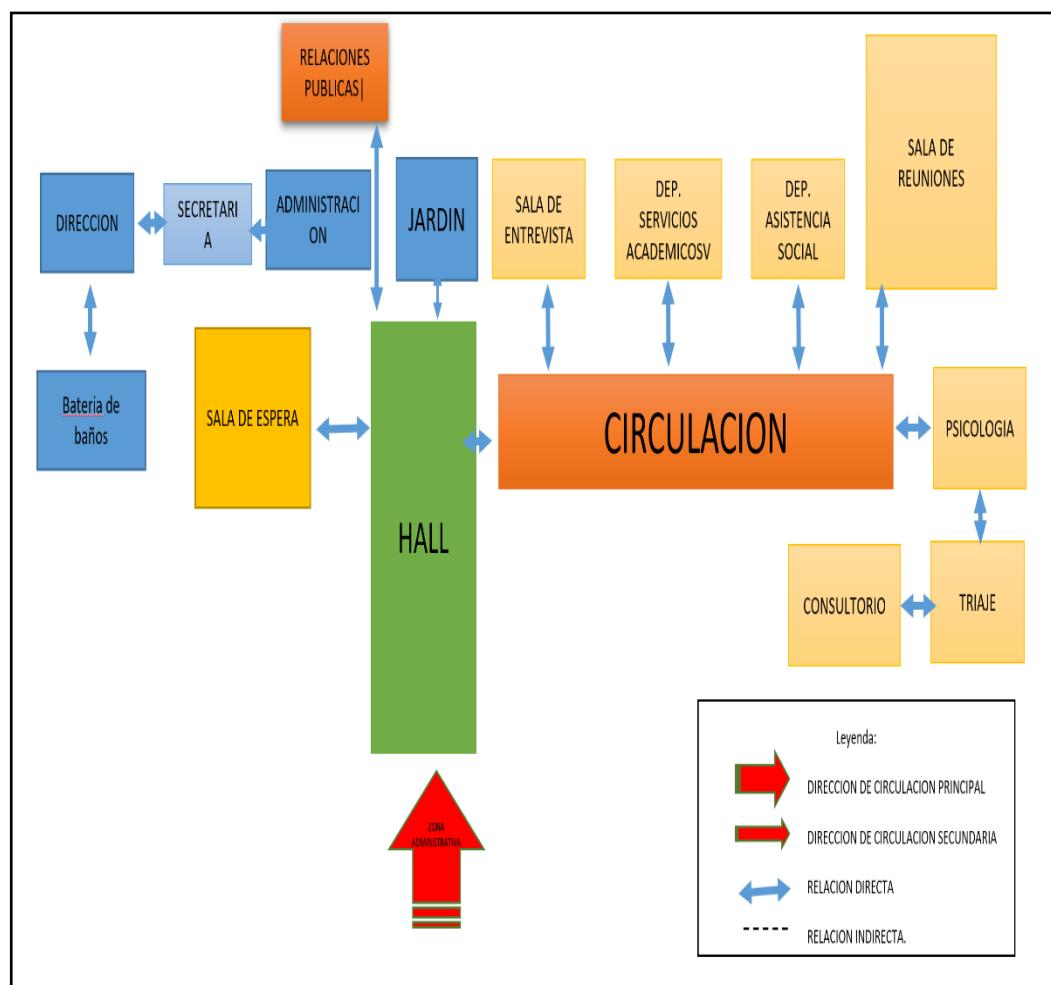 RELACIONES
PUBLICAS|
DIRECCION
SECRETARI
A
ADMINISTRACI
ON
JARDIN
SALA DE
ENTREVISTA
DEP.
SERVICIOS
ACADEMICOSV
DEP.
ASISTENCIA
SOCIAL
SALA DE
REUNIONES
Bateria de
baños
SALA DE ESPERA
HALL
CIRCULACION
PSICOLOGIA
CONSULTORIO
TRIAJE
ZONA
ADMINISTRATIVA
Leyenda:
DIRECCION DE CIRCULACION PRINCIPAL
DIRECCION DE CIRCULACION SECUNDARIA
RELACION DIRECTA
RELACION INDIRECTA.